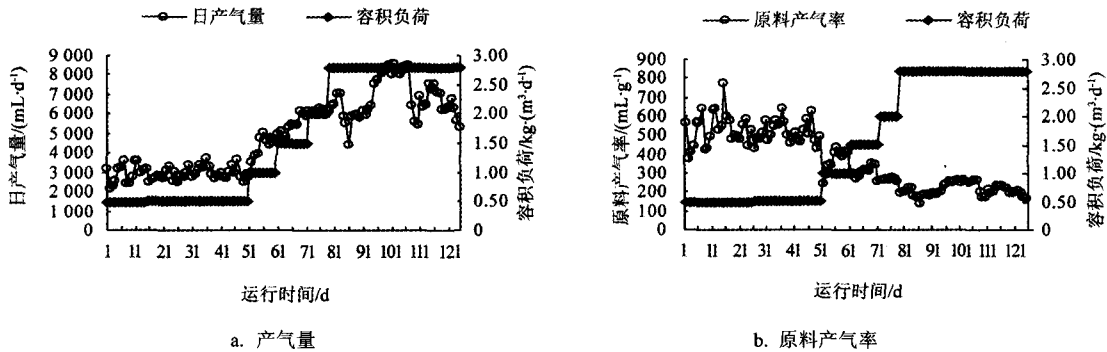 日产气量 容积负荷
日产气量/(mL·d⁻¹)
9 000
8 000
7 000
6 000
5 000
4 000
3 000
2 000
1 000
0
3.00
2.50
2.00
1.50
1.00
0.50
0
容积负荷/kg·(m³·d⁻¹)
1 11 21 31 41 51 61 71 81 91 101 111 121
运行时间/d
a. 产气量
原料产气率 容积负荷
原料产气率/(mL·g⁻¹)
900
800
700
600
500
400
300
200
100
0
3.00
2.50
2.00
1.50
1.00
0.50
0
容积负荷/kg·(m³·d⁻¹)
1 11 21 31 41 51 61 71 81 91 101 111 121
运行时间/d
b. 原料产气率